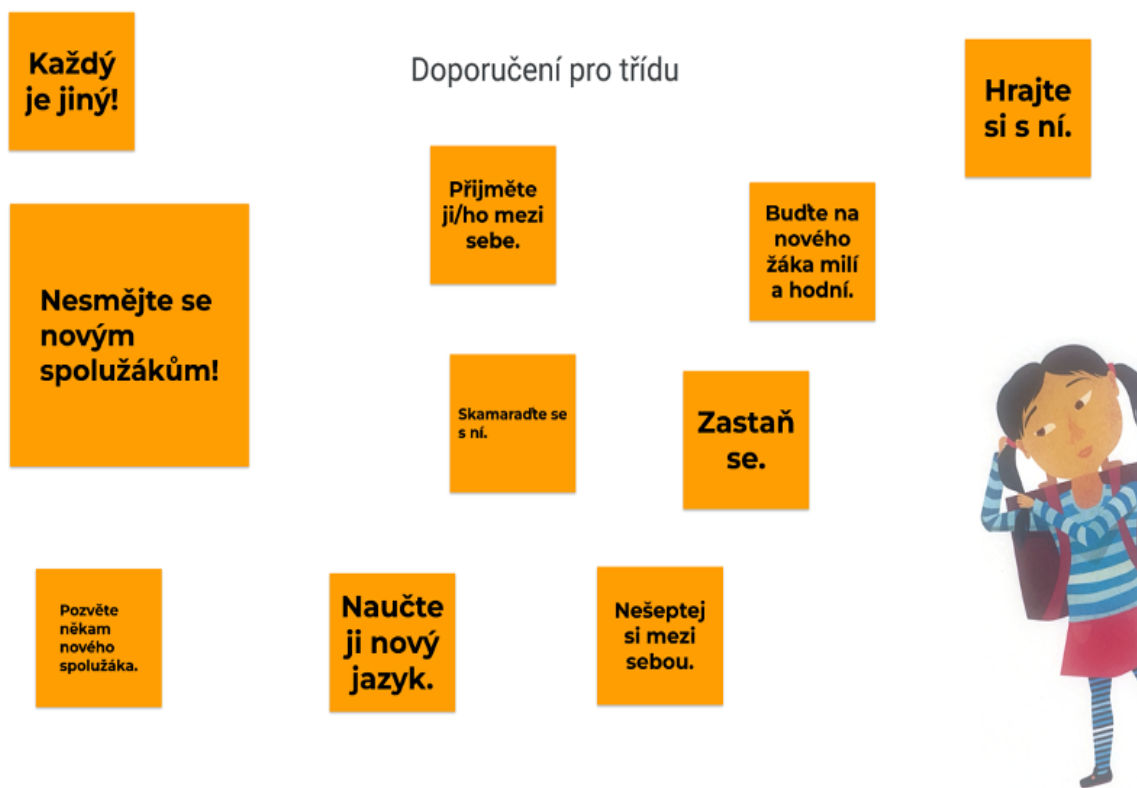 Doporučení pro třídu
Každý
je jiný!
Hrajte
si s ní.
Přijměte
ji/ho mezi
sebe.
Buďte na
nového
žáka milí
a hodní.
Nesmějte se
novým
spolužákům!
Skamaraďte se
s ní.
Zastaň
se.
Pozvěte
někam
nového
spolužáka.
Naučte
ji nový
jazyk.
Nešeptej
si mezi
sebou.